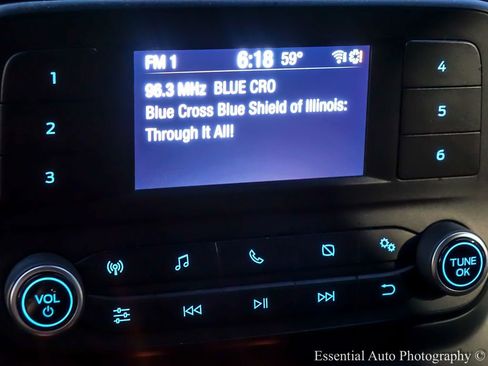 FM 1 6:18 59°
96.3 MHz BLUE CRO
Blue Cross Blue Shield of Illinois:
Through It All!
1
2
3
4
5
6
VOL
TUNE
OK
Essential Auto Photography ©